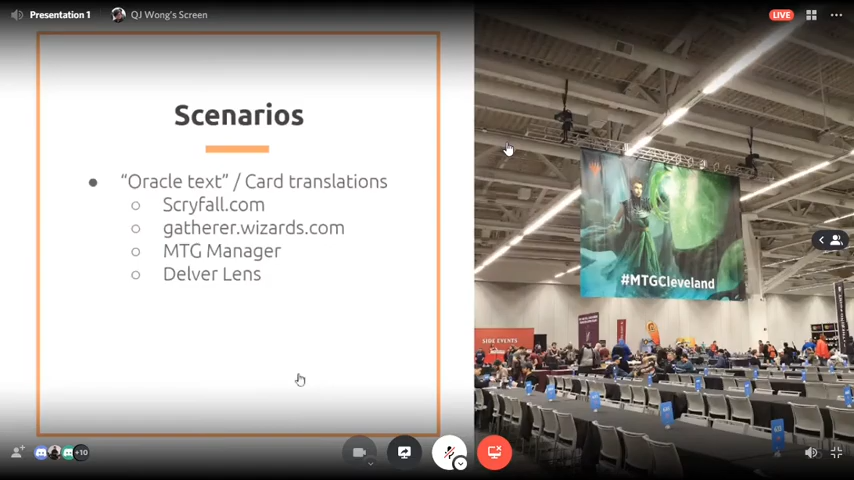 Presentation 1
QJ Wong's Screen
LIVE
Scenarios
● “Oracle text” / Card translations
○ Scryfall.com
○ gatherer.wizards.com
○ MTG Manager
○ Delver Lens
#MTGCleveland
SIDE EVENTS
+10